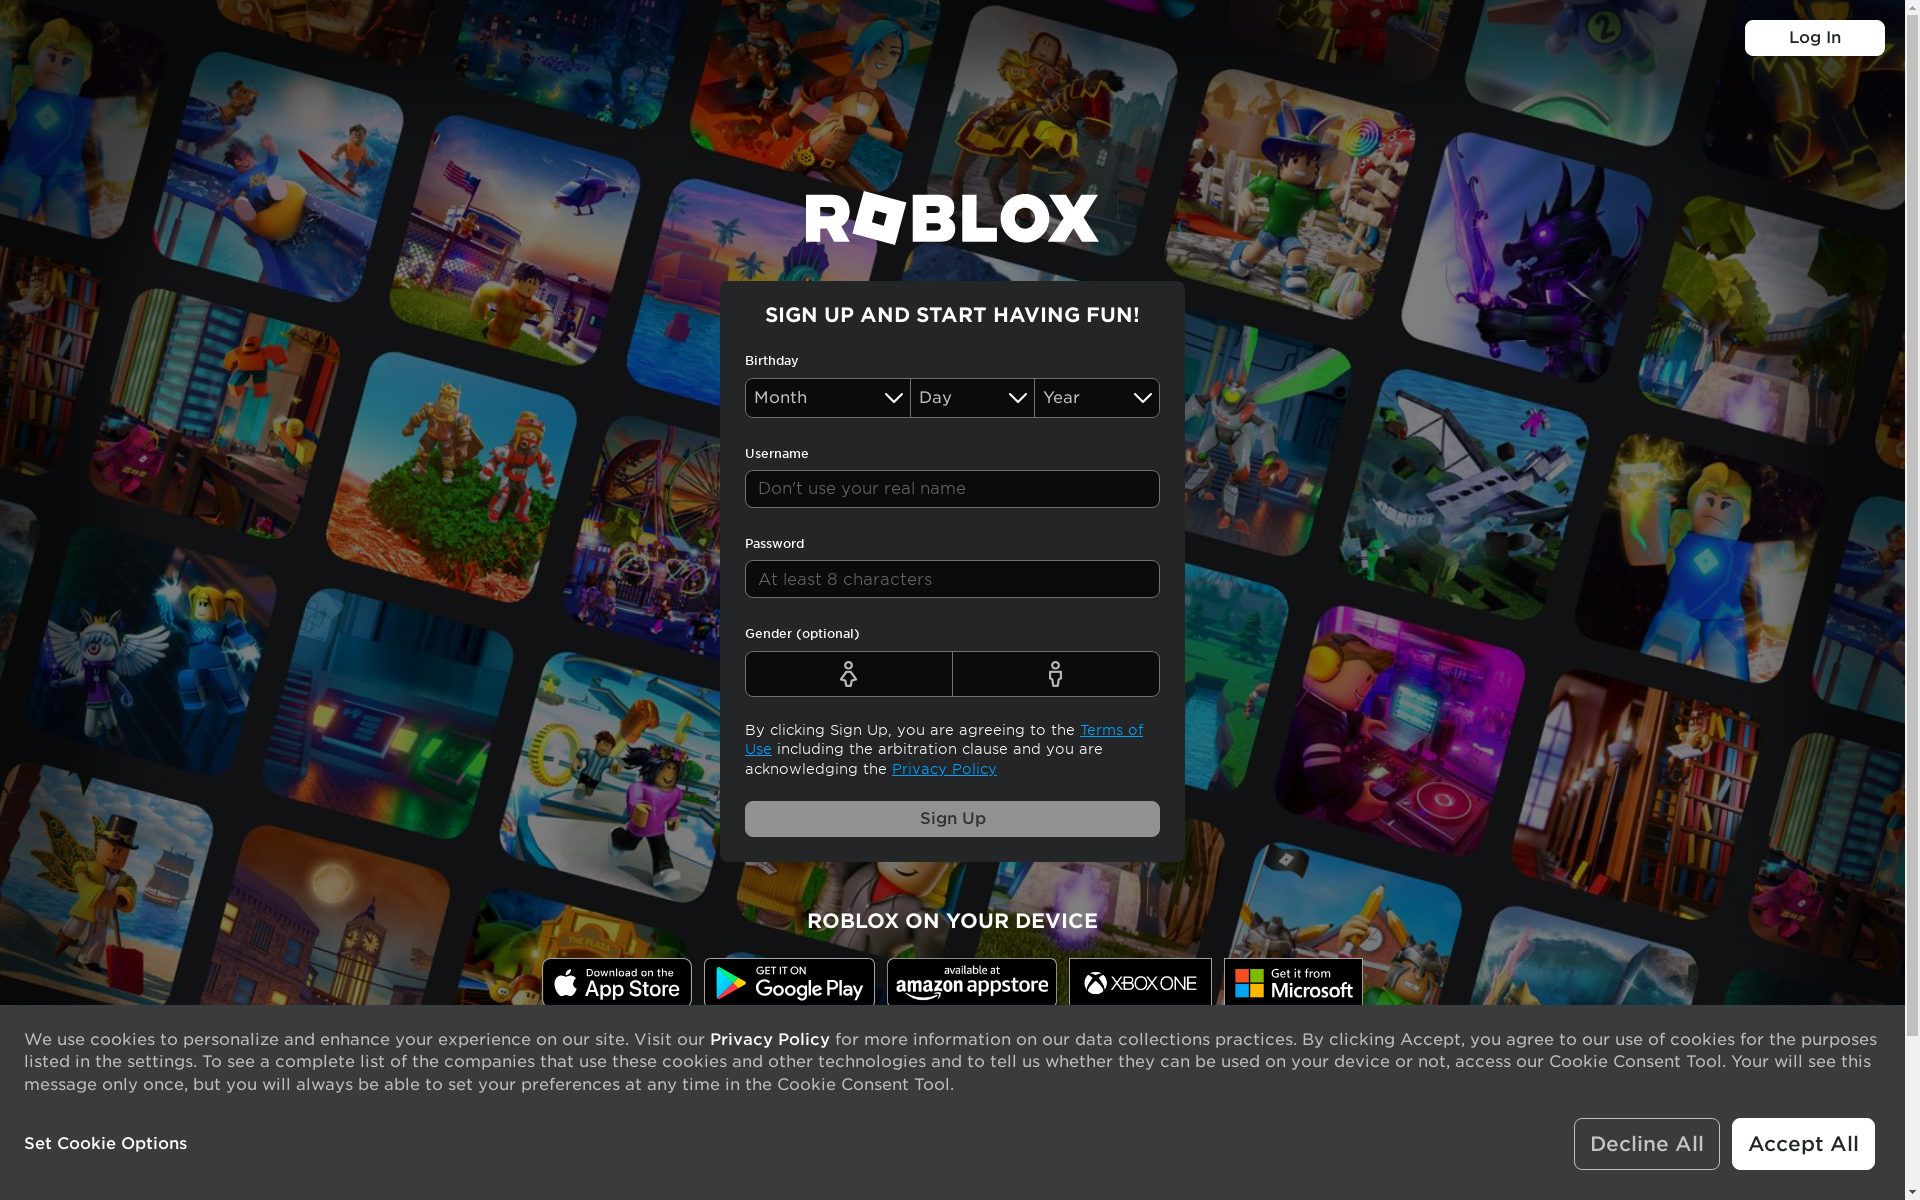 Log In
ROBLOX
SIGN UP AND START HAVING FUN!
Birthday
Month Day Year
Username
Don't use your real name
Password
At least 8 characters
Gender (optional)
By clicking Sign Up, you are agreeing to the Terms of
Use including the arbitration clause and you are
acknowledging the Privacy Policy
Sign Up
ROBLOX ON YOUR DEVICE
Download on the
App Store
GET IT ON
Google Play
available at
amazon appstore
XBOX ONE
Get it from
Microsoft
We use cookies to personalize and enhance your experience on our site. Visit our Privacy Policy for more information on our data collections practices. By clicking Accept, you agree to our use of cookies for the purposes
listed in the settings. To see a complete list of the companies that use these cookies and other technologies and to tell us whether they can be used on your device or not, access our Cookie Consent Tool. Your will see this
message only once, but you will always be able to set your preferences at any time in the Cookie Consent Tool.
Set Cookie Options
Decline All
Accept All